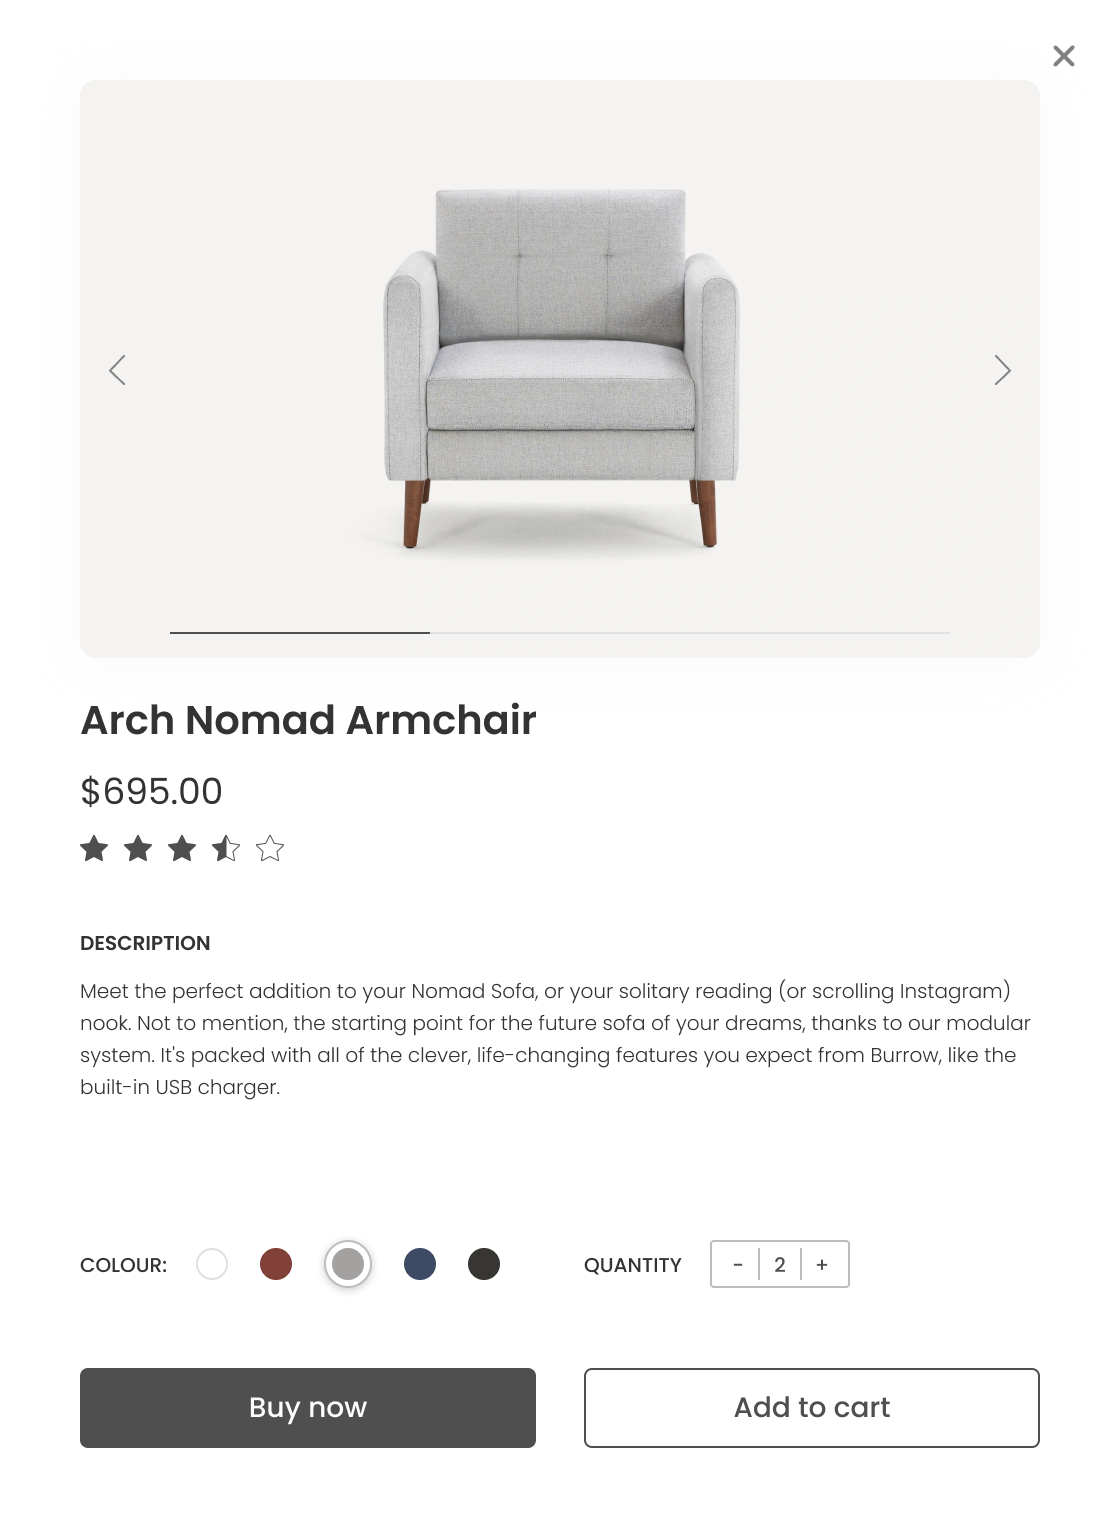 Arch Nomad Armchair
$695.00
DESCRIPTION
Meet the perfect addition to your Nomad Sofa, or your solitary reading (or scrolling Instagram)
nook. Not to mention, the starting point for the future sofa of your dreams, thanks to our modular
system. It's packed with all of the clever, life-changing features you expect from Burrow, like the
built-in USB charger.
COLOUR:
QUANTITY
- 2 +
Buy now
Add to cart